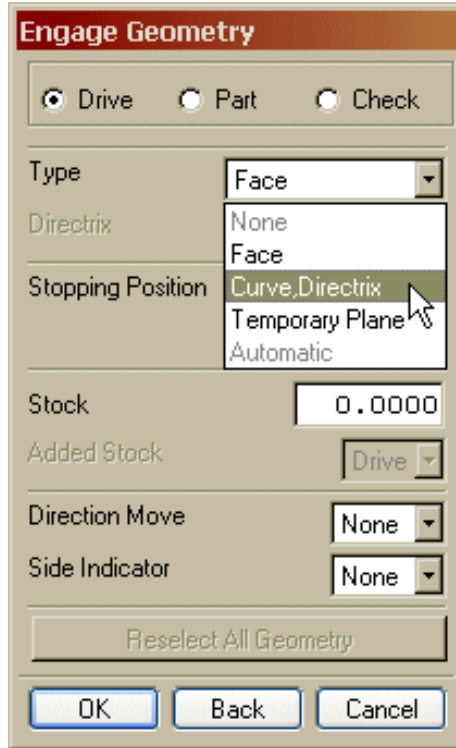 Engage Geometry
Drive Part Check
Type Face
Directrix None
Face
Stopping Position Curve,Directrix
Temporary Plane
Automatic
Stock 0.0000
Added Stock Drive
Direction Move None
Side Indicator None
Reselect All Geometry
OK Back Cancel